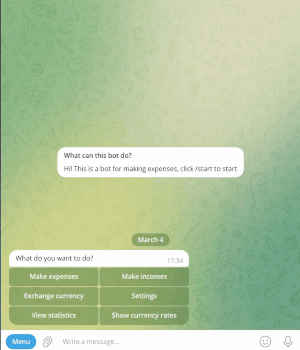 What can this bot do?
Hi! This is a bot for making expenses, click /start to start
March 4
What do you want to do?
17:34
Make expenses
Make incomes
Exchange currency
Settings
View statistics
Show currency rates
Menu
Write a message...